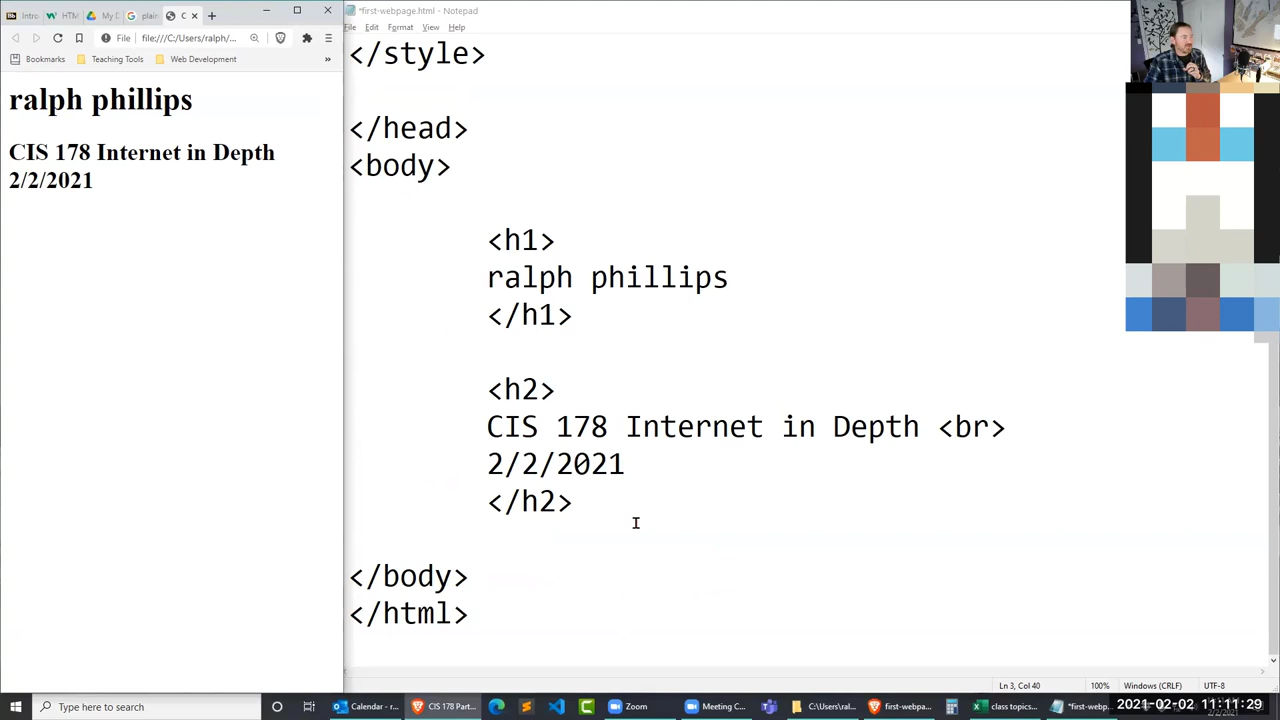 Intro
HTM
My D
plain
C
*first-webpage.html - Notepad
File Edit Format View Help
File
file:///C:/Users/ralph/...
Bookmarks
Teaching Tools
Web Development
»
ralph phillips
CIS 178 Internet in Depth
2/2/2021
</style>
</head>
<body>
<h1>
ralph phillips
</h1>
<h2>
CIS 178 Internet in Depth <br>
2/2/2021
</h2>
</body>
</html>
Ln 3, Col 40
100%
Windows (CRLF)
UTF-8
Type here to search
Calendar - r...
CIS 178 Part...
Zoom
Meeting C...
C:\Users\ral...
first-webpa...
class topics...
*first-webpa...
2021-02-02 11:11:29